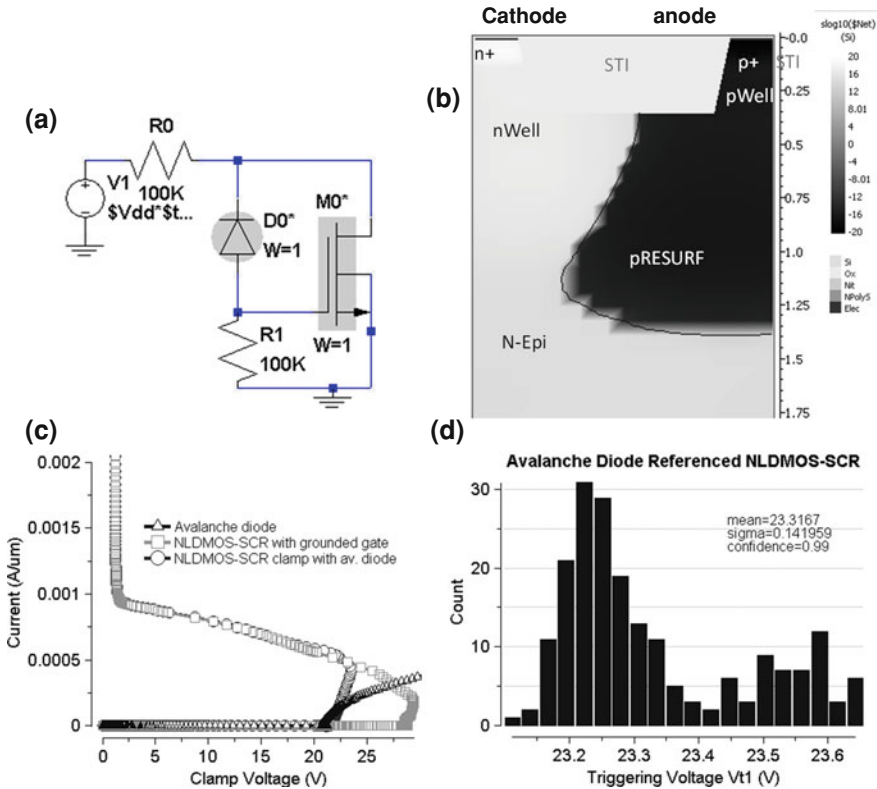 (a)
R0
V1
100K
$Vdd*$t...
D0*
W=1
M0*
W=1
R1
100K
Cathode anode
(b)
n+
STI
p+
STI
pWell
nWell
pRESURF
N-Epi
-0.0
0.25
0.5
0.75
1.0
1.25
1.5
1.75
slog10($Net)
(Si)
20
16
12
8.01
4
0
-4
-8.01
-12
-16
-20
Si
Ox
Nit
NPolyS
Elec
(c)
0.002
0.0015
0.001
0.0005
0
Current (A/um)
Avalanche diode
NLDMOS-SCR with grounded gate
NLDMOS-SCR clamp with av. diode
0 5 10 15 20 25
Clamp Voltage (V)
(d)
Avalanche Diode Referenced NLDMOS-SCR
30
20
10
0
Count
mean=23.3167
sigma=0.141959
confidence=0.99
23.2 23.3 23.4 23.5 23.6
Triggering Voltage Vt1 (V)